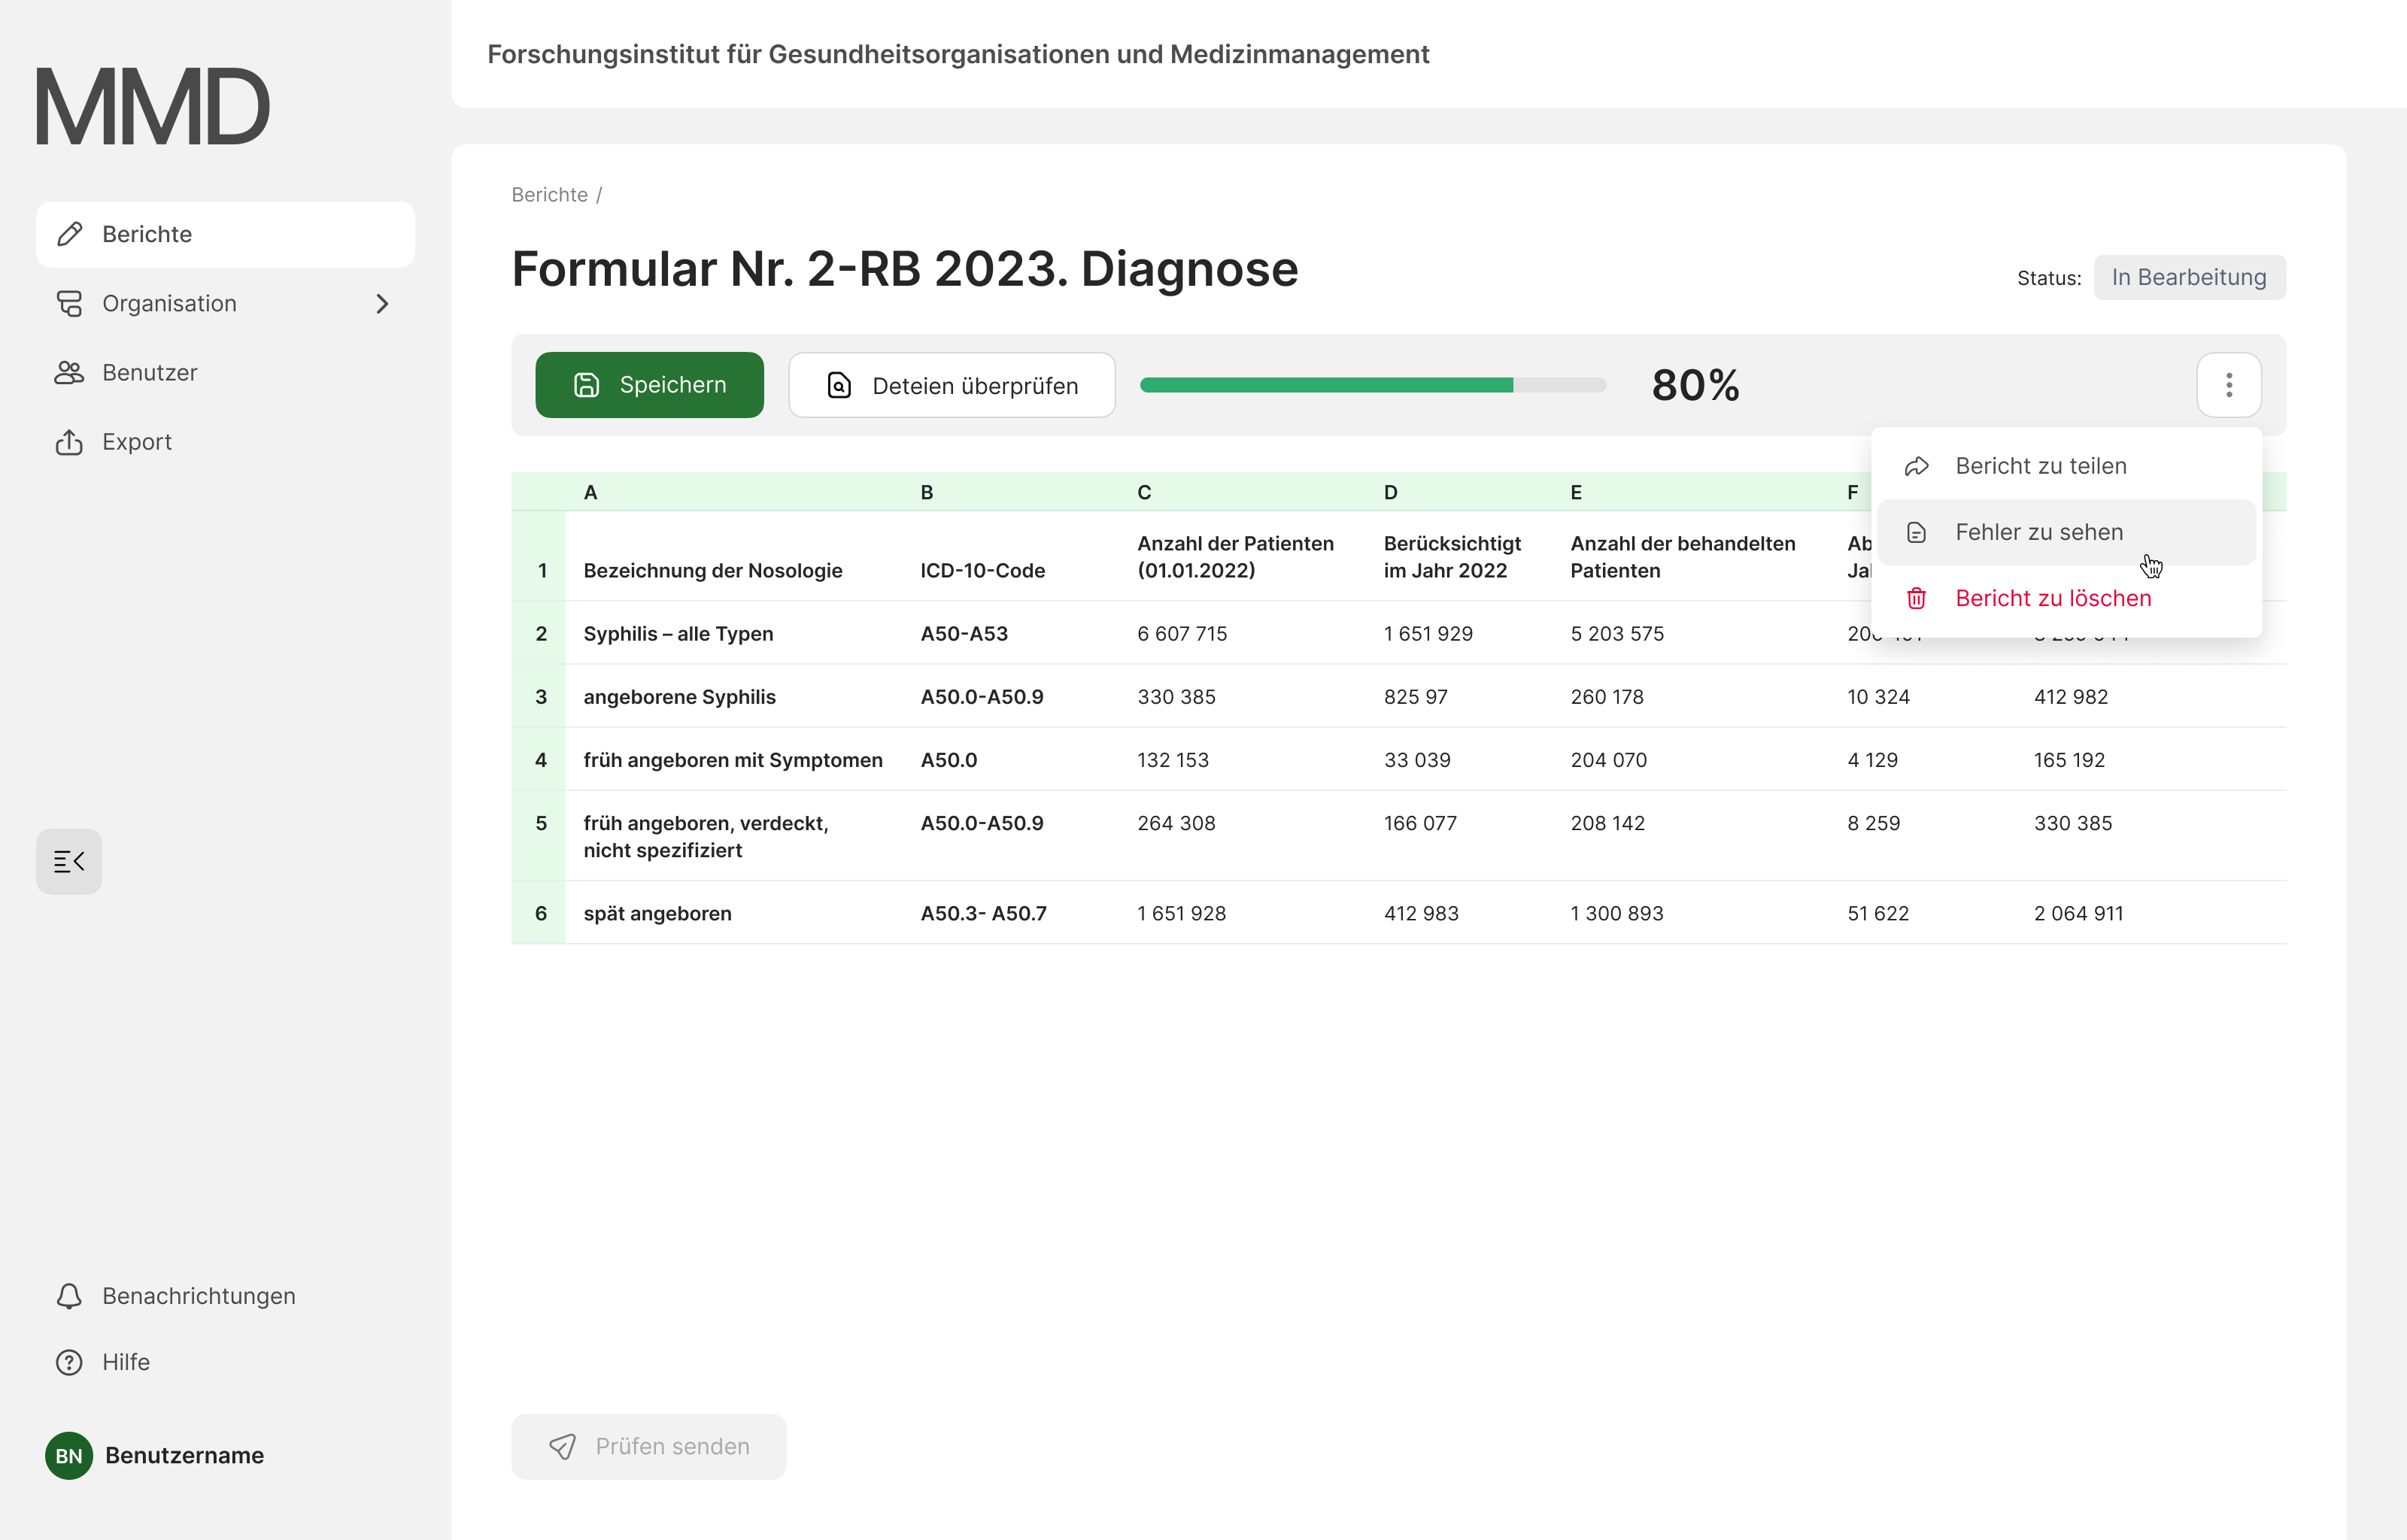 MMD
Forschungsinstitut für Gesundheitsorganisationen und Medizinmanagement
Berichte
Organisation
Benutzer
Export
Benachrichtungen
Hilfe
BN Benutzername
Berichte /
Formular Nr. 2-RB 2023. Diagnose
Status: In Bearbeitung
Speichern
Deteien überprüfen
80%
Bericht zu teilen
Fehler zu sehen
Bericht zu löschen
A B C D E F
1 Bezeichnung der Nosologie ICD-10-Code Anzahl der Patienten (01.01.2022) Berücksichtigt im Jahr 2022 Anzahl der behandelten Patienten
2 Syphilis – alle Typen A50-A53 6 607 715 1 651 929 5 203 575
3 angeborene Syphilis A50.0-A50.9 330 385 825 97 260 178 10 324 412 982
4 früh angeboren mit Symptomen A50.0 132 153 33 039 204 070 4 129 165 192
5 früh angeboren, verdeckt, nicht spezifiziert A50.0-A50.9 264 308 166 077 208 142 8 259 330 385
6 spät angeboren A50.3- A50.7 1 651 928 412 983 1 300 893 51 622 2 064 911
Prüfen senden